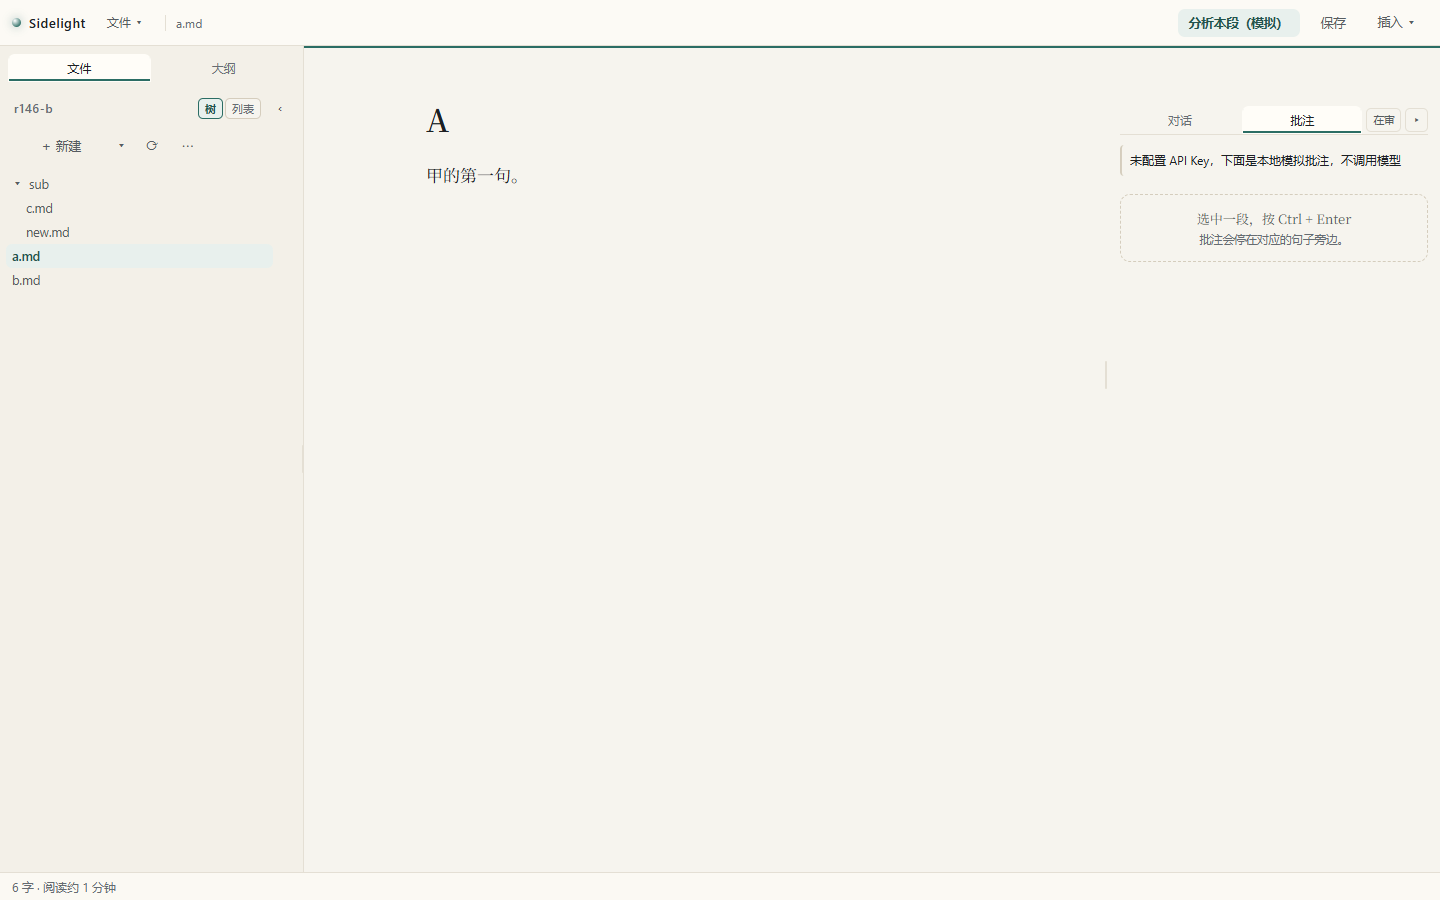 Sidelight 文件 a.md 分析本段（模拟） 保存 插入
文件 大纲
r146-b 树 列表
+ 新建 ...
sub
c.md
new.md
a.md
b.md
A
甲的第一句。
对话 批注 在审
未配置 API Key，下面是本地模拟批注，不调用模型
选中一段，按 Ctrl + Enter
批注会停在对应的句子旁边。
6 字 · 阅读约 1 分钟